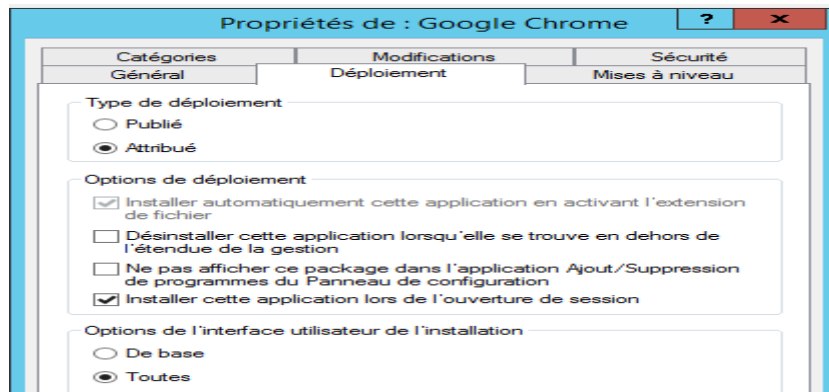 Propriétés de : Google Chrome
?
×
Catégories
Modifications
Sécurité
Général
Déploiement
Mises à niveau
Type de déploiement
Publié
Attribué
Options de déploiement
Installer automatiquement cette application en activant l'extension
de fichier
Désinstaller cette application lorsqu'elle se trouve en dehors de
l'étendue de la gestion
Ne pas afficher ce package dans l'application Ajout/Suppression
de programmes du Panneau de configuration
Installer cette application lors de l'ouverture de session
Options de l'interface utilisateur de l'installation
De base
Toutes